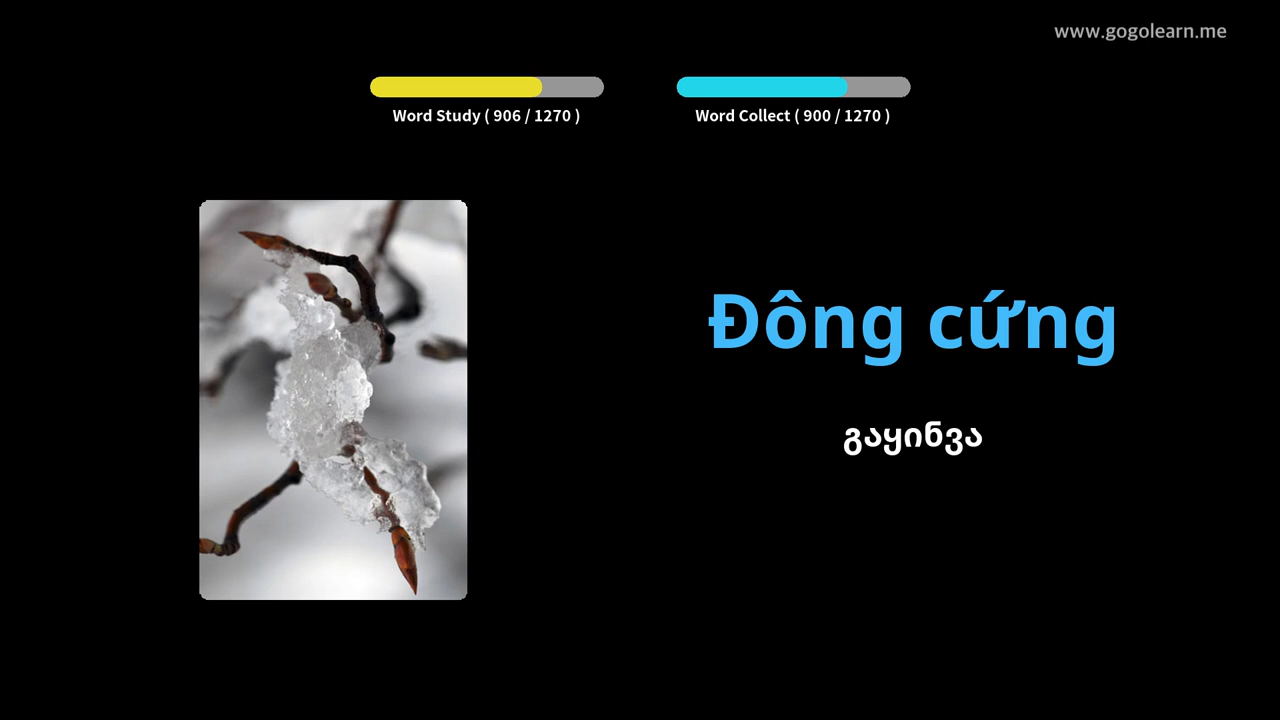 www.gogolearn.me
Word Study ( 906 / 1270 )
Word Collect ( 900 / 1270 )
Đông cứng
გაყინვა